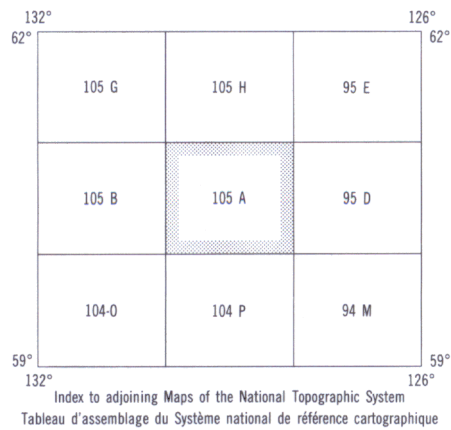 132° 126°
62° 62°
105 G 105 H 95 E
105 B 105 A 95 D
104-O 104 P 94 M
59° 59°
132° 126°
Index to adjoining Maps of the National Topographic System
Tableau d'assemblage du Système national de référence cartographique